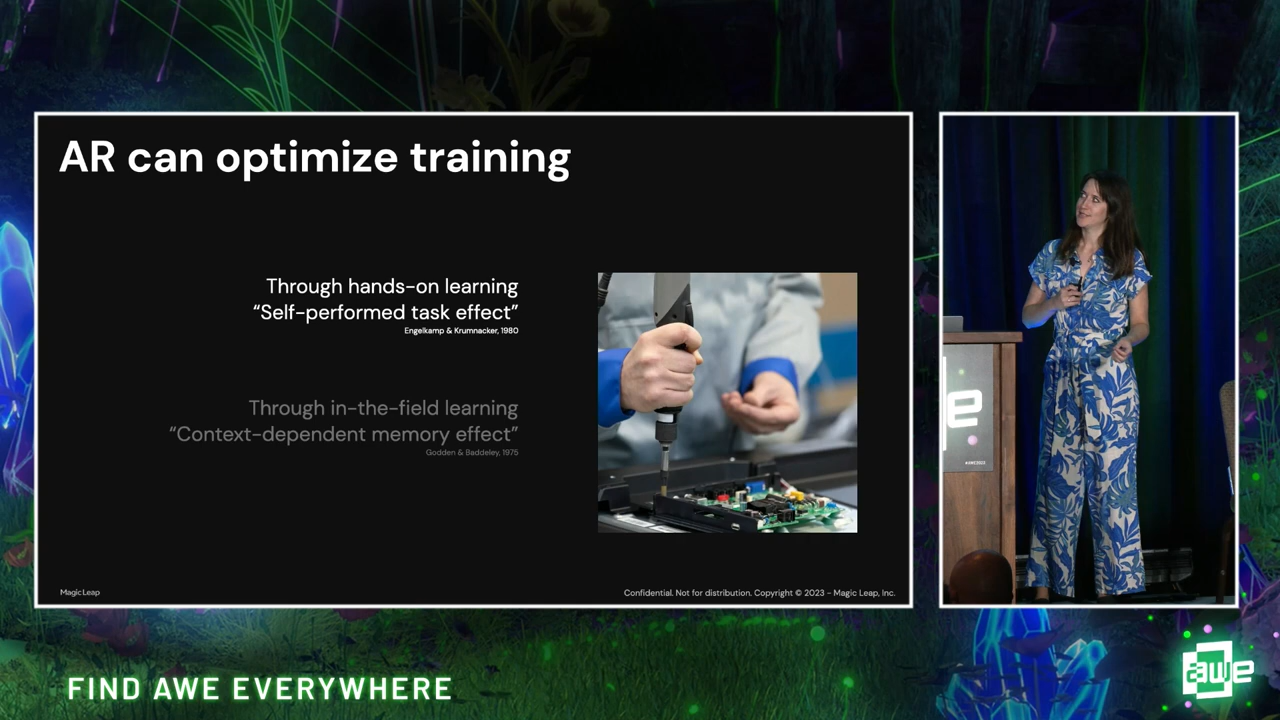 AR can optimize training
Through hands-on learning
“Self-performed task effect”
Engelkamp & Krumnacker, 1980
Through in-the-field learning
“Context-dependent memory effect”
Godden & Baddeley, 1975
Magic Leap
Confidential. Not for distribution. Copyright © 2023 - Magic Leap, Inc.
e
#AWE2023
FIND AWE EVERYWHERE
awe